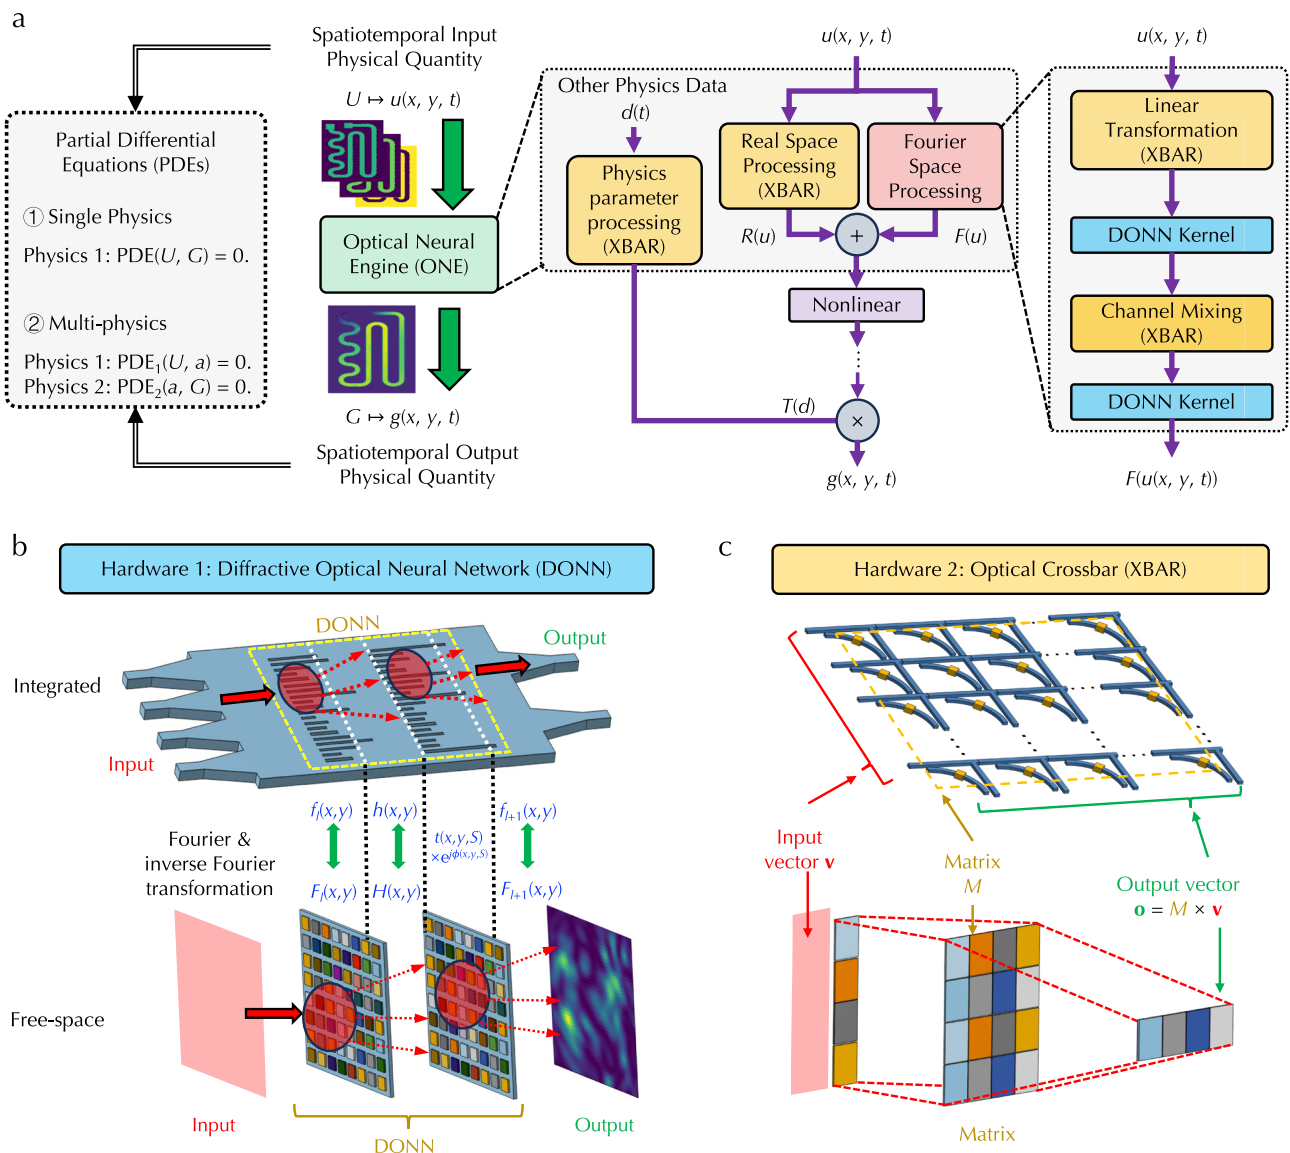 a
Spatiotemporal Input
Physical Quantity
U ↦ u(x, y, t)
Partial Differential
Equations (PDEs)
① Single Physics
Physics 1: PDE(U, G) = 0.
② Multi-physics
Physics 1: PDE₁(U, a) = 0.
Physics 2: PDE₂(a, G) = 0.
Optical Neural
Engine (ONE)
G ↦ g(x, y, t)
Spatiotemporal Output
Physical Quantity
u(x, y, t)
Other Physics Data
d(t)
Physics
parameter
processing
(XBAR)
Real Space
Processing
(XBAR)
Fourier
Space
Processing
R(u)
+
F(u)
Nonlinear
T(d)
×
g(x, y, t)
u(x, y, t)
Linear
Transformation
(XBAR)
DONN Kernel
Channel Mixing
(XBAR)
DONN Kernel
F(u(x, y, t))
b
Hardware 1: Diffractive Optical Neural Network (DONN)
DONN
Output
Integrated
Input
fₗ(x,y)
h(x,y)
t(x,y,S)
×e^{jϕ(x,y,S)}
fₗ₊₁(x,y)
Fourier &
inverse Fourier
transformation
Fₗ(x,y)
H(x,y)
Fₗ₊₁(x,y)
Free-space
Input
DONN
Output
c
Hardware 2: Optical Crossbar (XBAR)
Input
vector v
Matrix
M
Output vector
o = M × v
Matrix